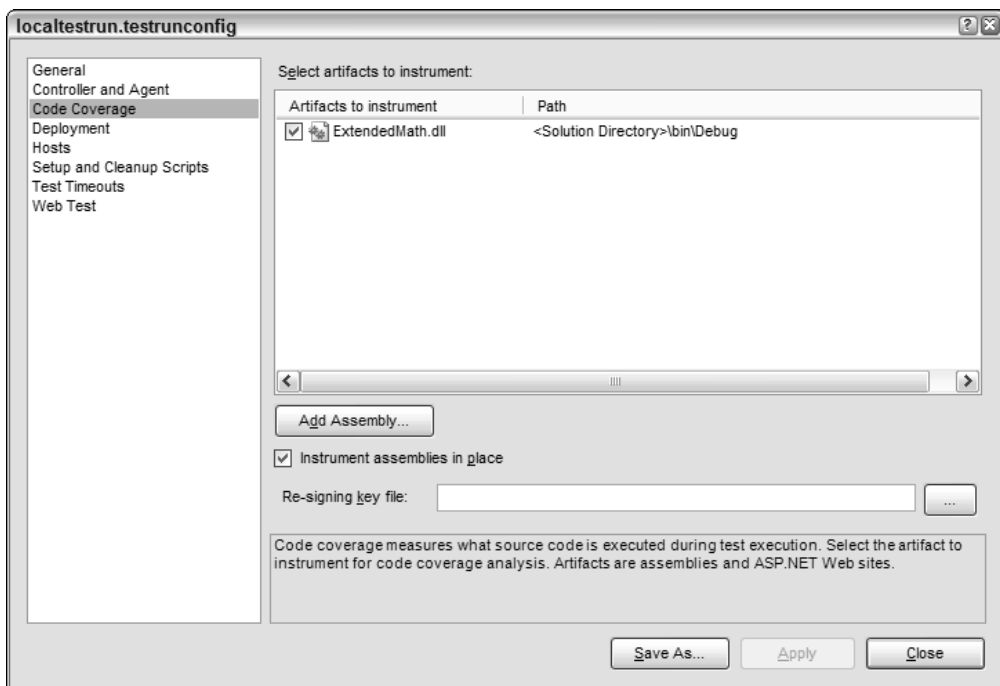 localtestrun.testrunconfig
?
General
Controller and Agent
Code Coverage
Deployment
Hosts
Setup and Cleanup Scripts
Test Timeouts
Web Test
Select artifacts to instrument:
Artifacts to instrument Path
ExtendedMath.dll <Solution Directory>\bin\Debug
Add Assembly...
Instrument assemblies in place
Re-signing key file: ...
Code coverage measures what source code is executed during test execution. Select the artifact to
instrument for code coverage analysis. Artifacts are assemblies and ASP.NET Web sites.
Save As... Apply Close